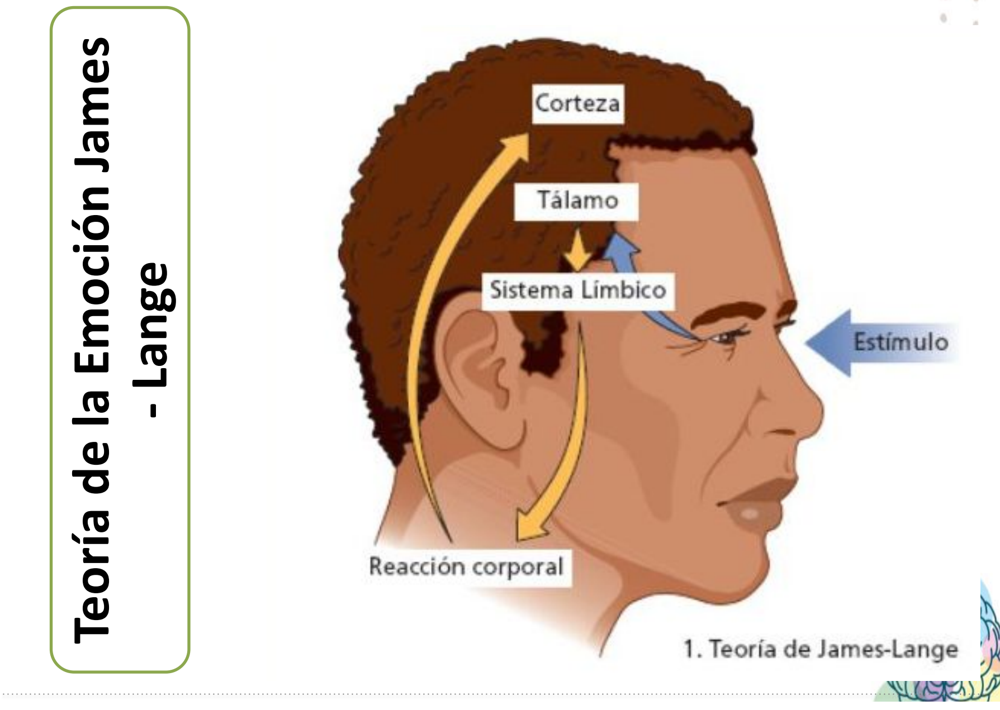 Teoría de la Emoción James
- Lange
Corteza
Tálamo
Sistema Límbico
Estímulo
Reacción corporal
1. Teoría de James-Lange